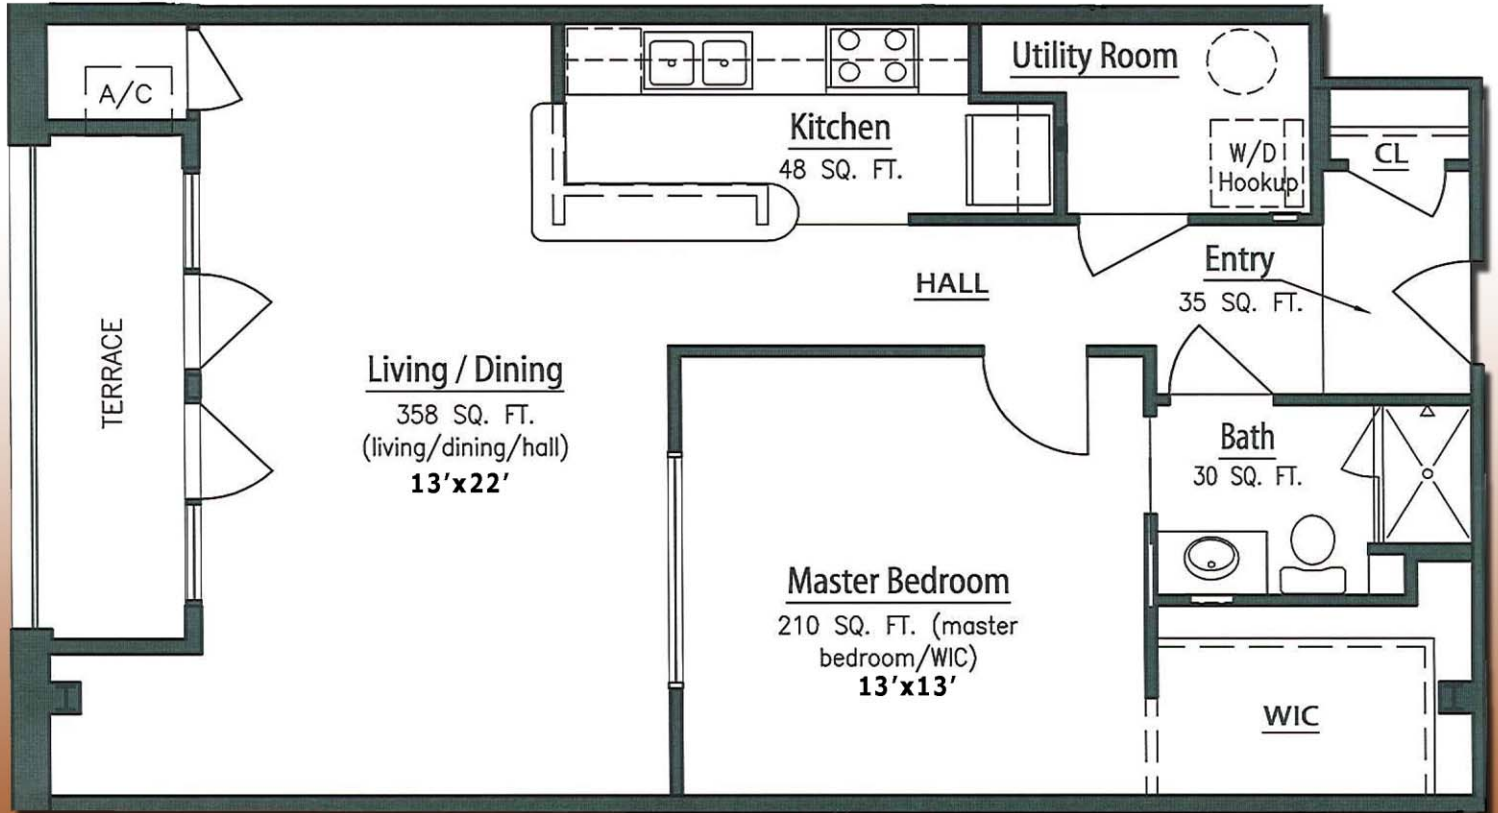 A/C
Utility Room
Kitchen
48 SQ. FT.
W/D
Hookup
CL
TERRACE
Living / Dining
358 SQ. FT.
(living/dining/hall)
13'x22'
HALL
Entry
35 SQ. FT.
Bath
30 SQ. FT.
Master Bedroom
210 SQ. FT. (master
bedroom/WIC)
13'x13'
WIC